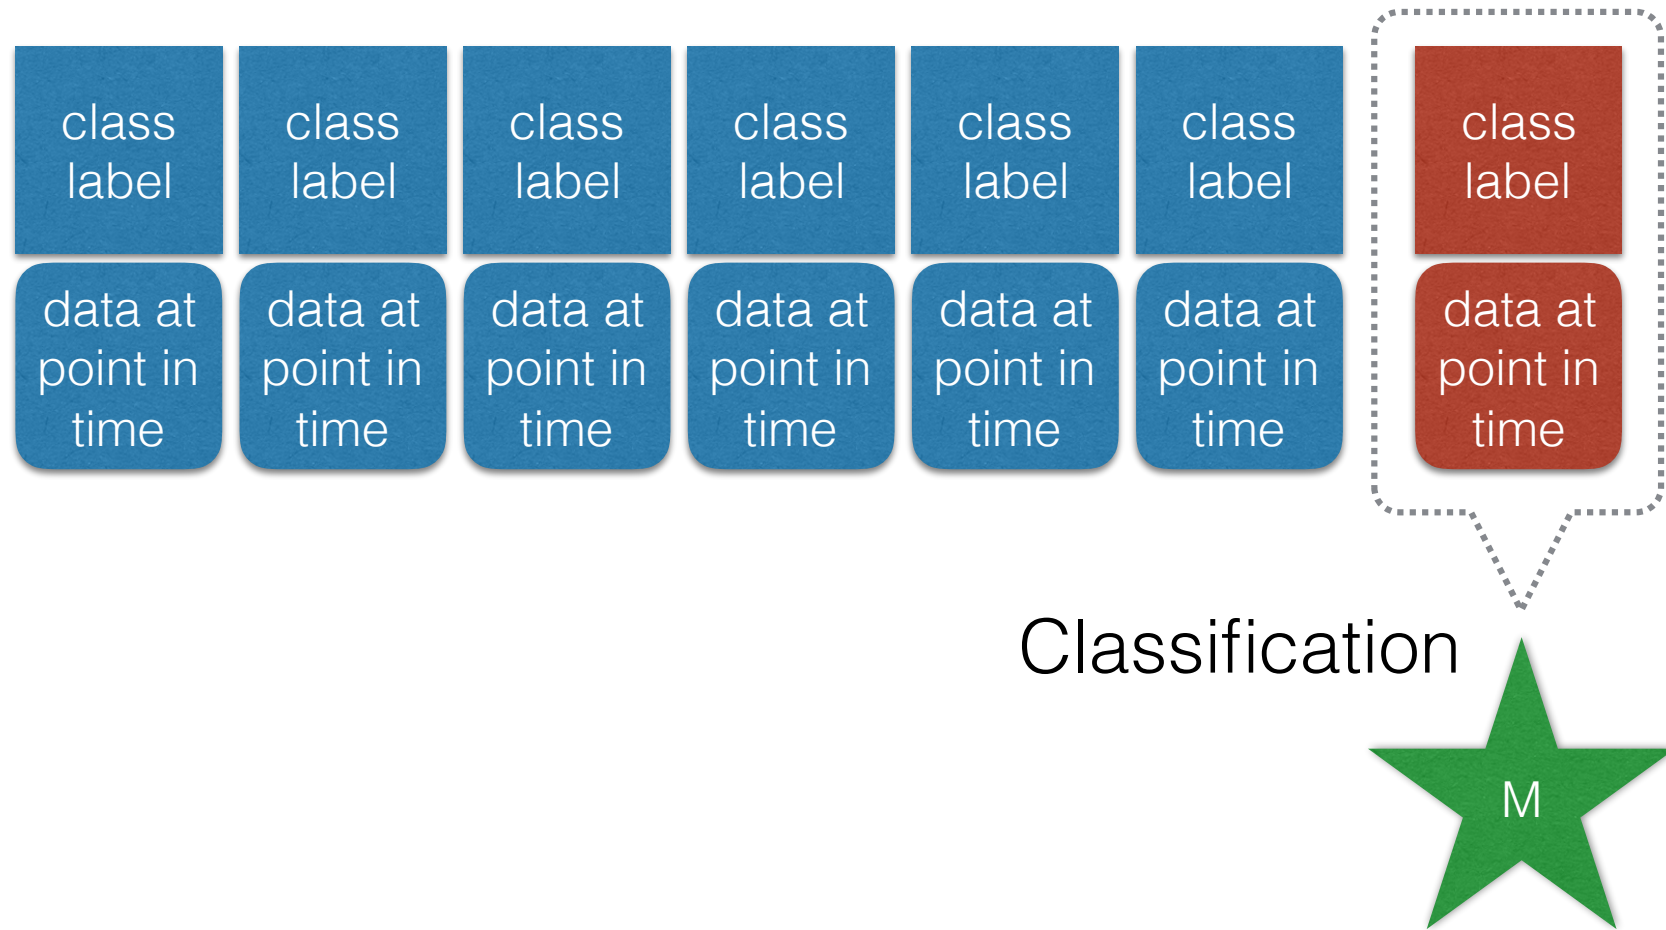 class
label
class
label
class
label
class
label
class
label
class
label
class
label
data at
point in
time
data at
point in
time
data at
point in
time
data at
point in
time
data at
point in
time
data at
point in
time
data at
point in
time
Classification
M